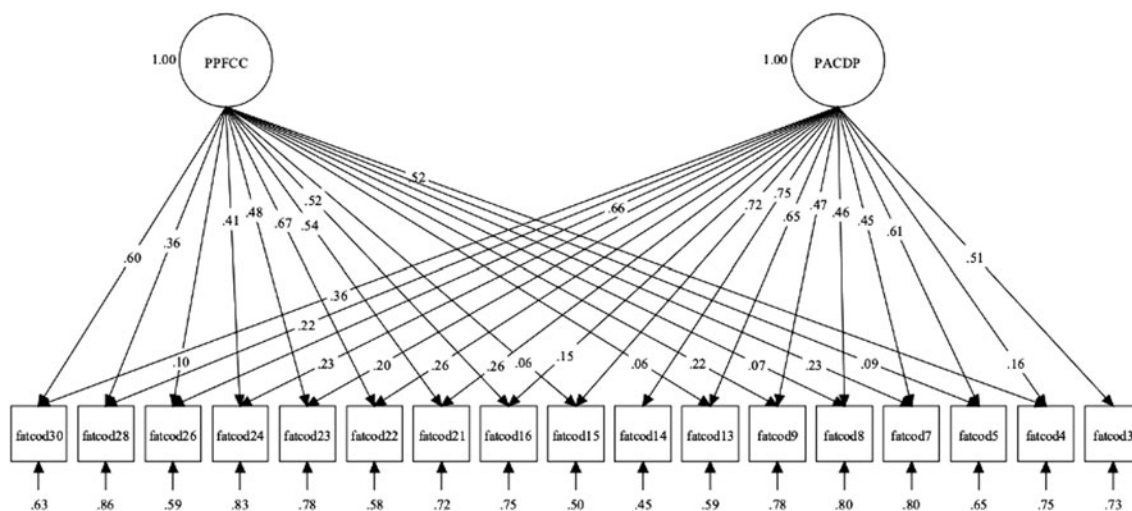 1.00 PPFCC 1.00 PACDP
.52
.52 .72 .75
.41 .48 .67 .54 .66 .65 .47 .46 .45 .61
.60 .36 .51
.36
.22
.10 .23 .20 .26 .26 .06 .26 .15 .06 .22 .07 .23 .09 .16
fatcod30 fatcod28 fatcod26 fatcod24 fatcod23 fatcod22 fatcod21 fatcod16 fatcod15 fatcod14 fatcod13 fatcod9 fatcod8 fatcod7 fatcod5 fatcod4 fatcod3
.63 .86 .59 .83 .78 .58 .72 .75 .50 .45 .59 .78 .80 .80 .65 .75 .73